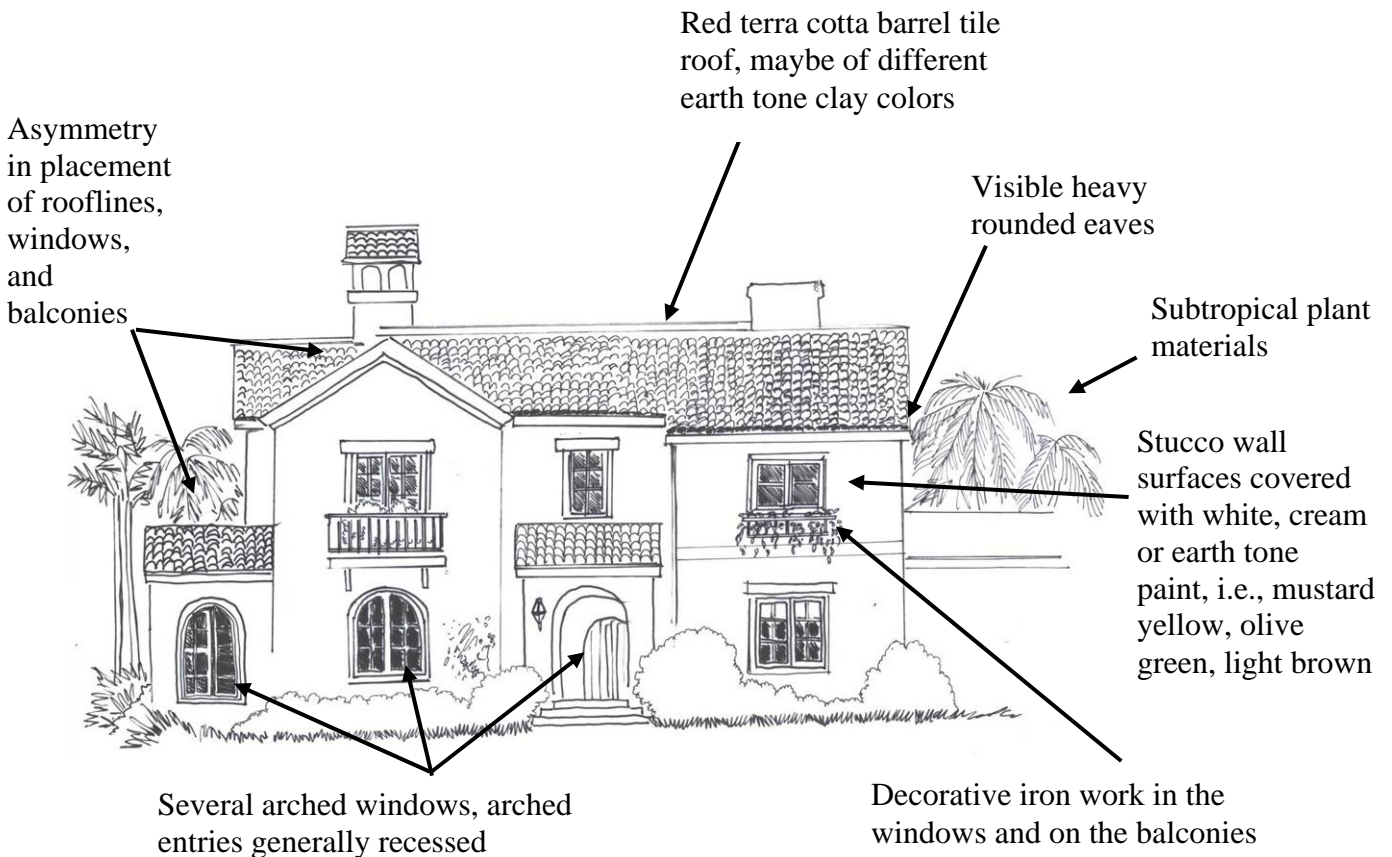 Red terra cotta barrel tile
roof, maybe of different
earth tone clay colors
Asymmetry
in placement
of rooflines,
windows,
and
balconies
Visible heavy
rounded eaves
Subtropical plant
materials
Stucco wall
surfaces covered
with white, cream
or earth tone
paint, i.e., mustard
yellow, olive
green, light brown
Several arched windows, arched
entries generally recessed
Decorative iron work in the
windows and on the balconies